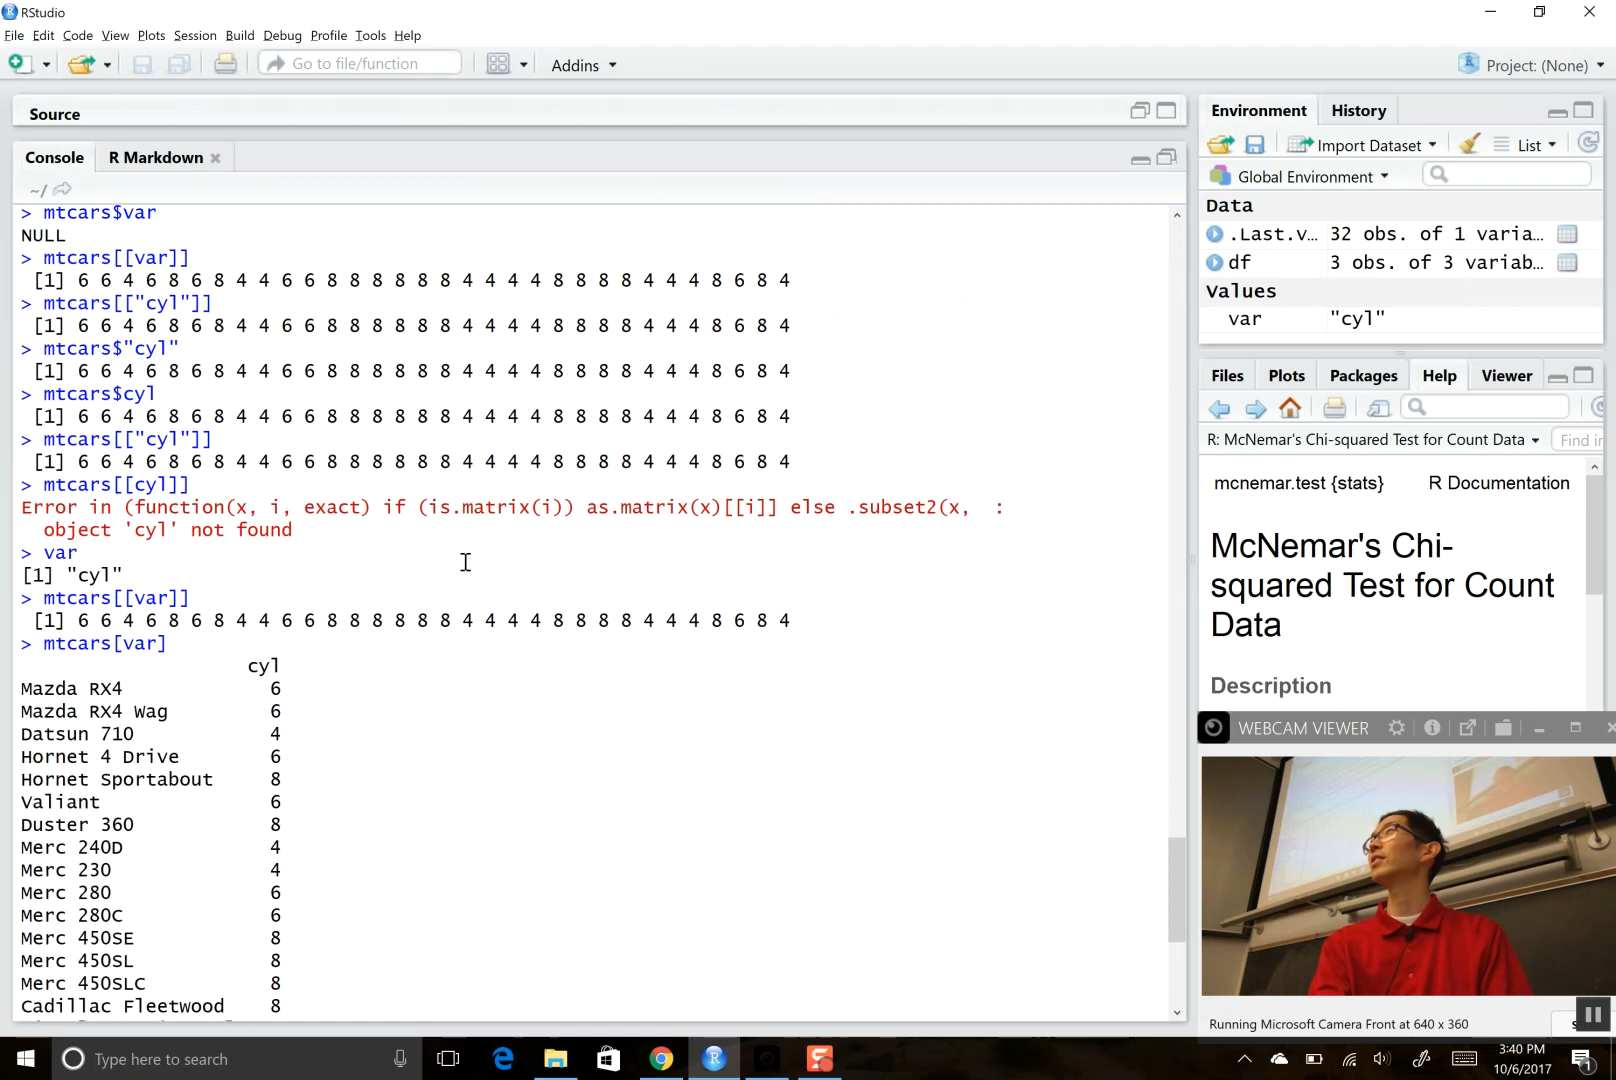 RStudio
File Edit Code View Plots Session Build Debug Profile Tools Help
Go to file/function
Addins
Project: (None)
Source
Console R Markdown
~/
> mtcars$var
NULL
> mtcars[[var]]
[1] 6 6 4 6 8 6 8 4 4 6 6 8 8 8 8 8 8 4 4 4 4 8 8 8 8 4 4 4 8 6 8 4
> mtcars[["cyl"]]
[1] 6 6 4 6 8 6 8 4 4 6 6 8 8 8 8 8 8 4 4 4 4 8 8 8 8 4 4 4 8 6 8 4
> mtcars$"cyl"
[1] 6 6 4 6 8 6 8 4 4 6 6 8 8 8 8 8 8 4 4 4 4 8 8 8 8 4 4 4 8 6 8 4
> mtcars$cyl
[1] 6 6 4 6 8 6 8 4 4 6 6 8 8 8 8 8 8 4 4 4 4 8 8 8 8 4 4 4 8 6 8 4
> mtcars[["cyl"]]
[1] 6 6 4 6 8 6 8 4 4 6 6 8 8 8 8 8 8 4 4 4 4 8 8 8 8 4 4 4 8 6 8 4
> mtcars[[cyl]]
Error in (function(x, i, exact) if (is.matrix(i)) as.matrix(x)[[i]] else .subset2(x,  :
object 'cyl' not found
> var
[1] "cyl"
> mtcars[[var]]
[1] 6 6 4 6 8 6 8 4 4 6 6 8 8 8 8 8 8 4 4 4 4 8 8 8 8 4 4 4 8 6 8 4
> mtcars[var]
cyl
Mazda RX4 6
Mazda RX4 Wag 6
Datsun 710 4
Hornet 4 Drive 6
Hornet Sportabout 8
Valiant 6
Duster 360 8
Merc 240D 4
Merc 230 4
Merc 280 6
Merc 280C 6
Merc 450SE 8
Merc 450SL 8
Merc 450SLC 8
Cadillac Fleetwood 8
Environment History
Import Dataset List
Global Environment
Data
.Last.v... 32 obs. of 1 varia...
df 3 obs. of 3 variab...
Values
var "cyl"
Files Plots Packages Help Viewer
R: McNemar's Chi-squared Test for Count Data Find in
mcnemar.test {stats} R Documentation
McNemar's Chi-
squared Test for Count
Data
Description
WEBCAM VIEWER
Running Microsoft Camera Front at 640 x 360
Type here to search
3:40 PM
10/6/2017
1